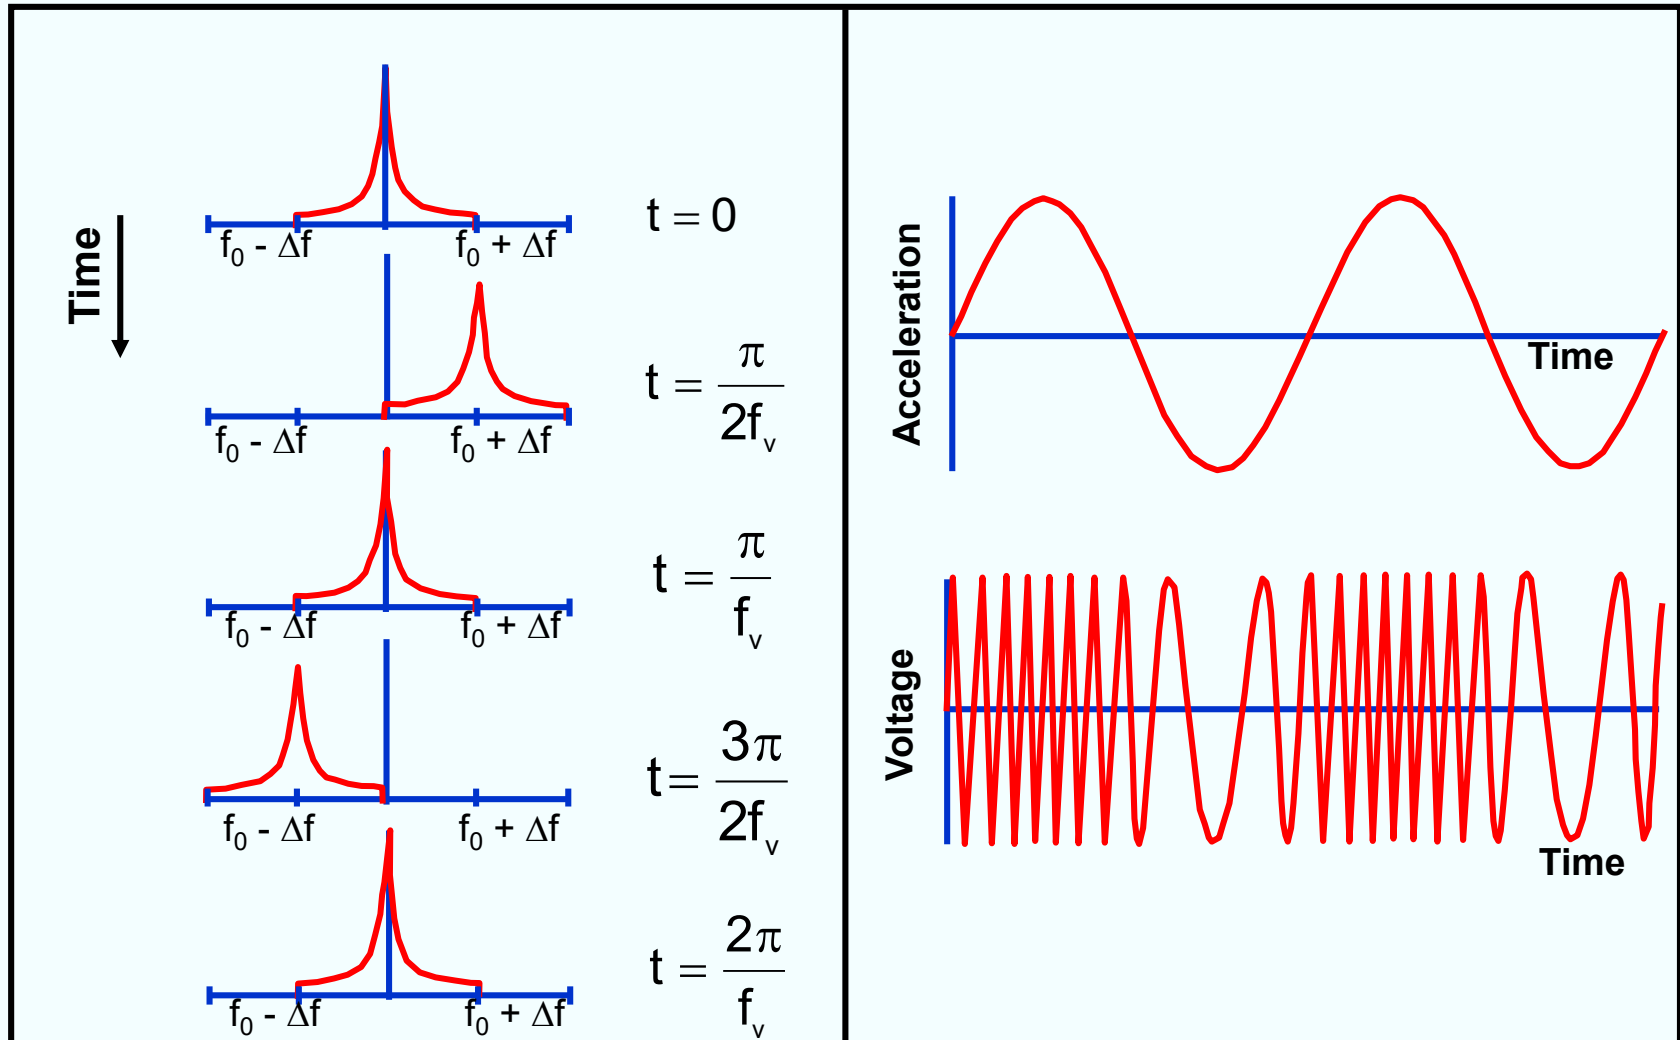 Time
f₀ - Δf
f₀ + Δf
t = 0
f₀ - Δf
f₀ + Δf
t = π/2fᵥ
f₀ - Δf
f₀ + Δf
t = π/fᵥ
f₀ - Δf
f₀ + Δf
t = 3π/2fᵥ
f₀ - Δf
f₀ + Δf
t = 2π/fᵥ
Acceleration
Time
Voltage
Time